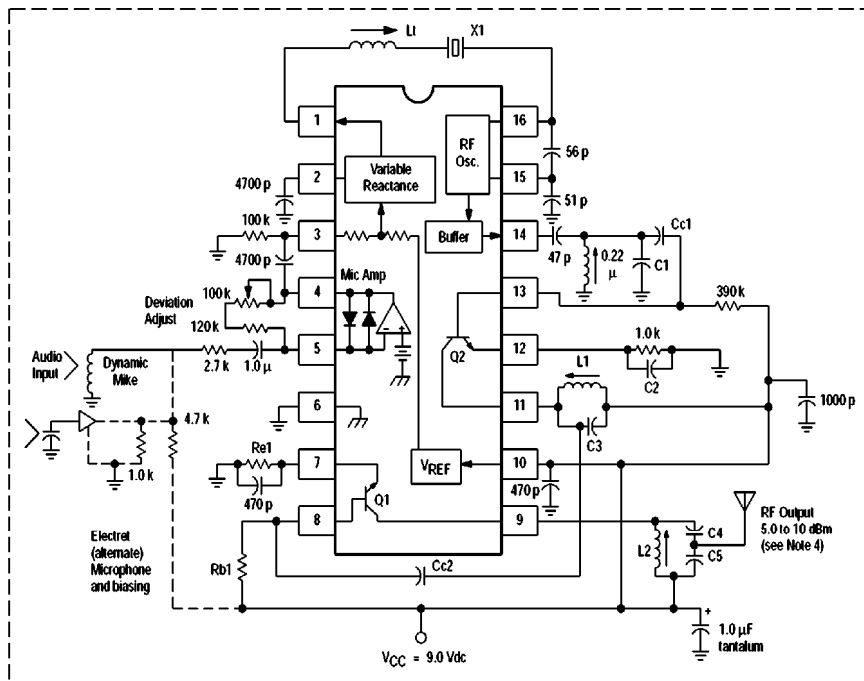 Lt
X1
1
16
RF
Osc.
56 p
Variable
Reactance
4700 p
2
15
51 p
100 k
3
Buffer
14
Cc1
47 p
0.22
μ
C1
4700 p
Mic Amp
13
390 k
Deviation
Adjust
100 k
4
120 k
Q2
12
1.0 k
C2
Audio
Input
Dynamic
Mike
2.7 k
1.0 μ
5
L1
1000 p
6
11
C3
4.7 k
1.0 k
Re1
7
VREF
10
470 p
470 p
Q1
8
9
RF Output
5.0 to 10 dBm
(see Note 4)
C4
C5
L2
Electret
(alternate)
Microphone
and biasing
Rb1
Cc2
+
1.0 μF
tantalum
VCC = 9.0 Vdc